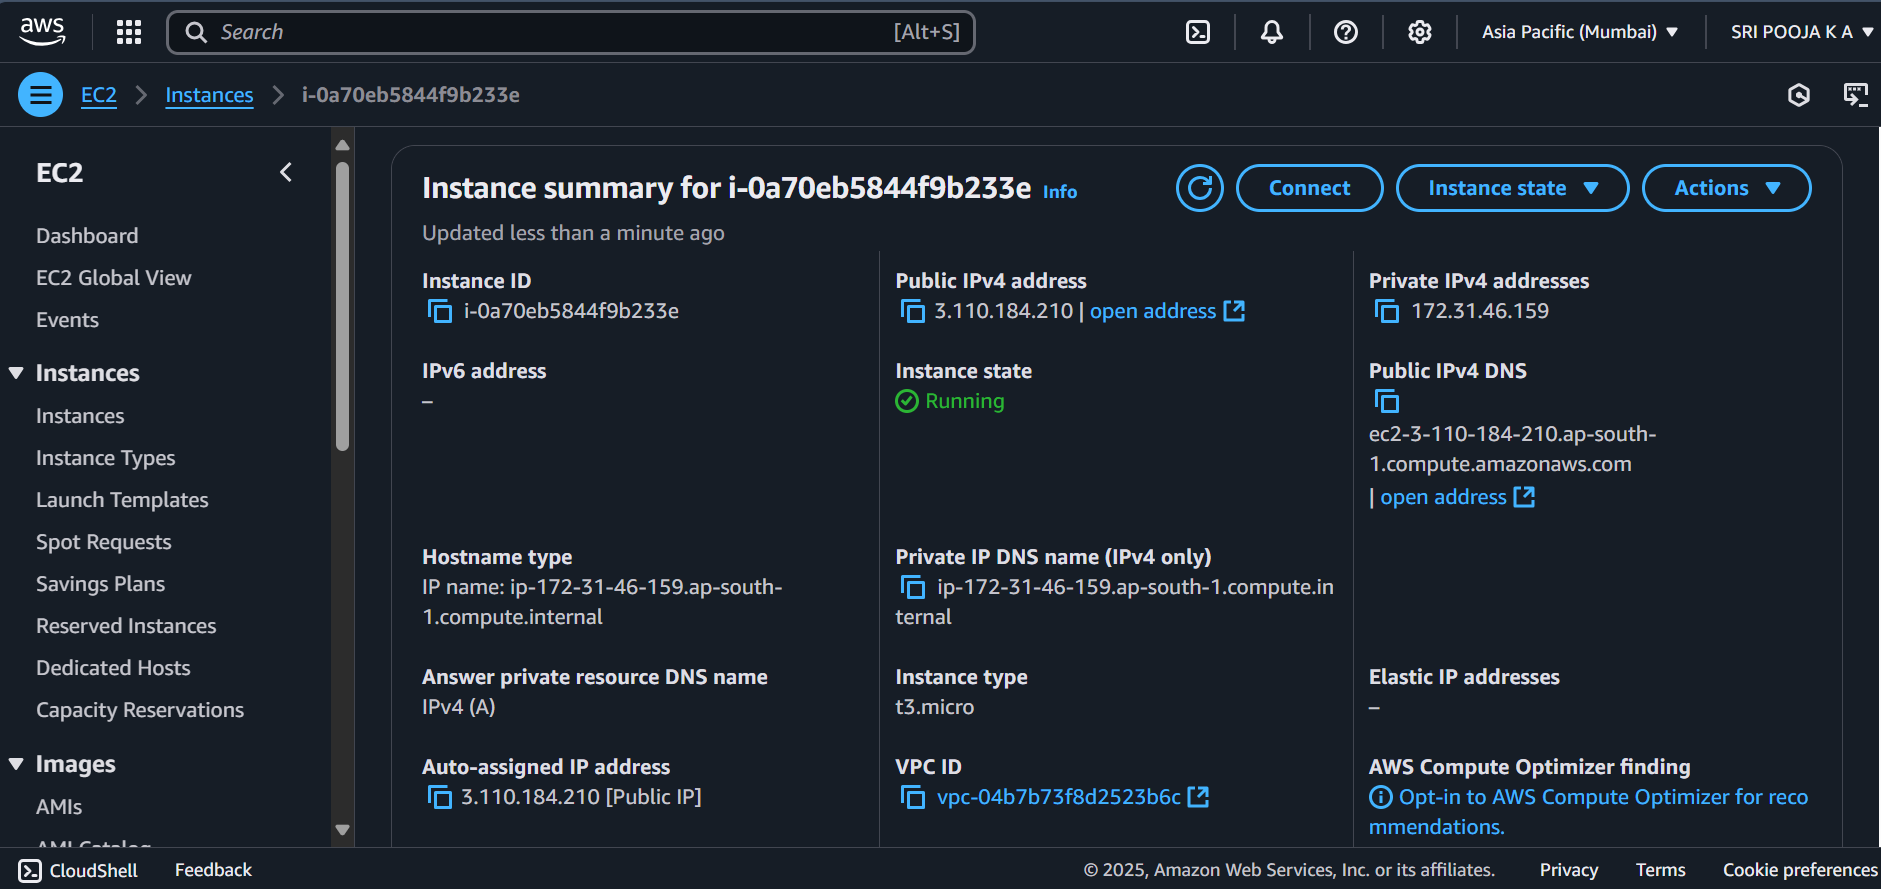 aws
Search [Alt+S]
Asia Pacific (Mumbai)
SRI POOJA K A
EC2
Instances
i-0a70eb5844f9b233e
EC2
Dashboard
EC2 Global View
Events
Instances
Instances
Instance Types
Launch Templates
Spot Requests
Savings Plans
Reserved Instances
Dedicated Hosts
Capacity Reservations
Images
AMIs
AMI Catalog
Instance summary for i-0a70eb5844f9b233e Info
Updated less than a minute ago
Connect
Instance state
Actions
Instance ID
i-0a70eb5844f9b233e
Public IPv4 address
3.110.184.210 | open address
Private IPv4 addresses
172.31.46.159
IPv6 address
–
Instance state
Running
Public IPv4 DNS
ec2-3-110-184-210.ap-south-
1.compute.amazonaws.com
| open address
Hostname type
IP name: ip-172-31-46-159.ap-south-
1.compute.internal
Private IP DNS name (IPv4 only)
ip-172-31-46-159.ap-south-1.compute.in
ternal
Answer private resource DNS name
IPv4 (A)
Instance type
t3.micro
Elastic IP addresses
–
Auto-assigned IP address
3.110.184.210 [Public IP]
VPC ID
vpc-04b7b73f8d2523b6c
AWS Compute Optimizer finding
Opt-in to AWS Compute Optimizer for reco
mmendations.
CloudShell
Feedback
© 2025, Amazon Web Services, Inc. or its affiliates.
Privacy
Terms
Cookie preferences